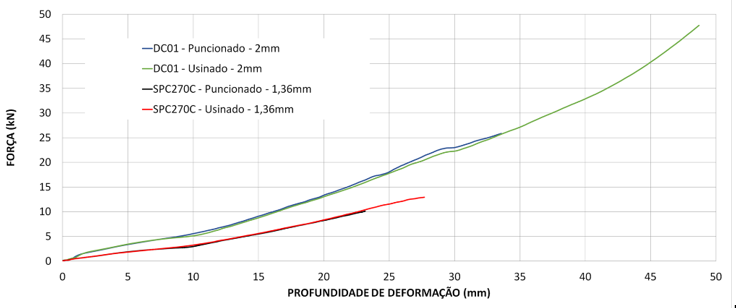 50
45
40
35
30
25
20
15
10
5
0
FORÇA (kN)
DC01 - Puncionado - 2mm
DC01 - Usinado - 2mm
SPC270C - Puncionado - 1,36mm
SPC270C - Usinado - 1,36mm
0 5 10 15 20 25 30 35 40 45 50
PROFUNDIDADE DE DEFORMAÇÃO (mm)